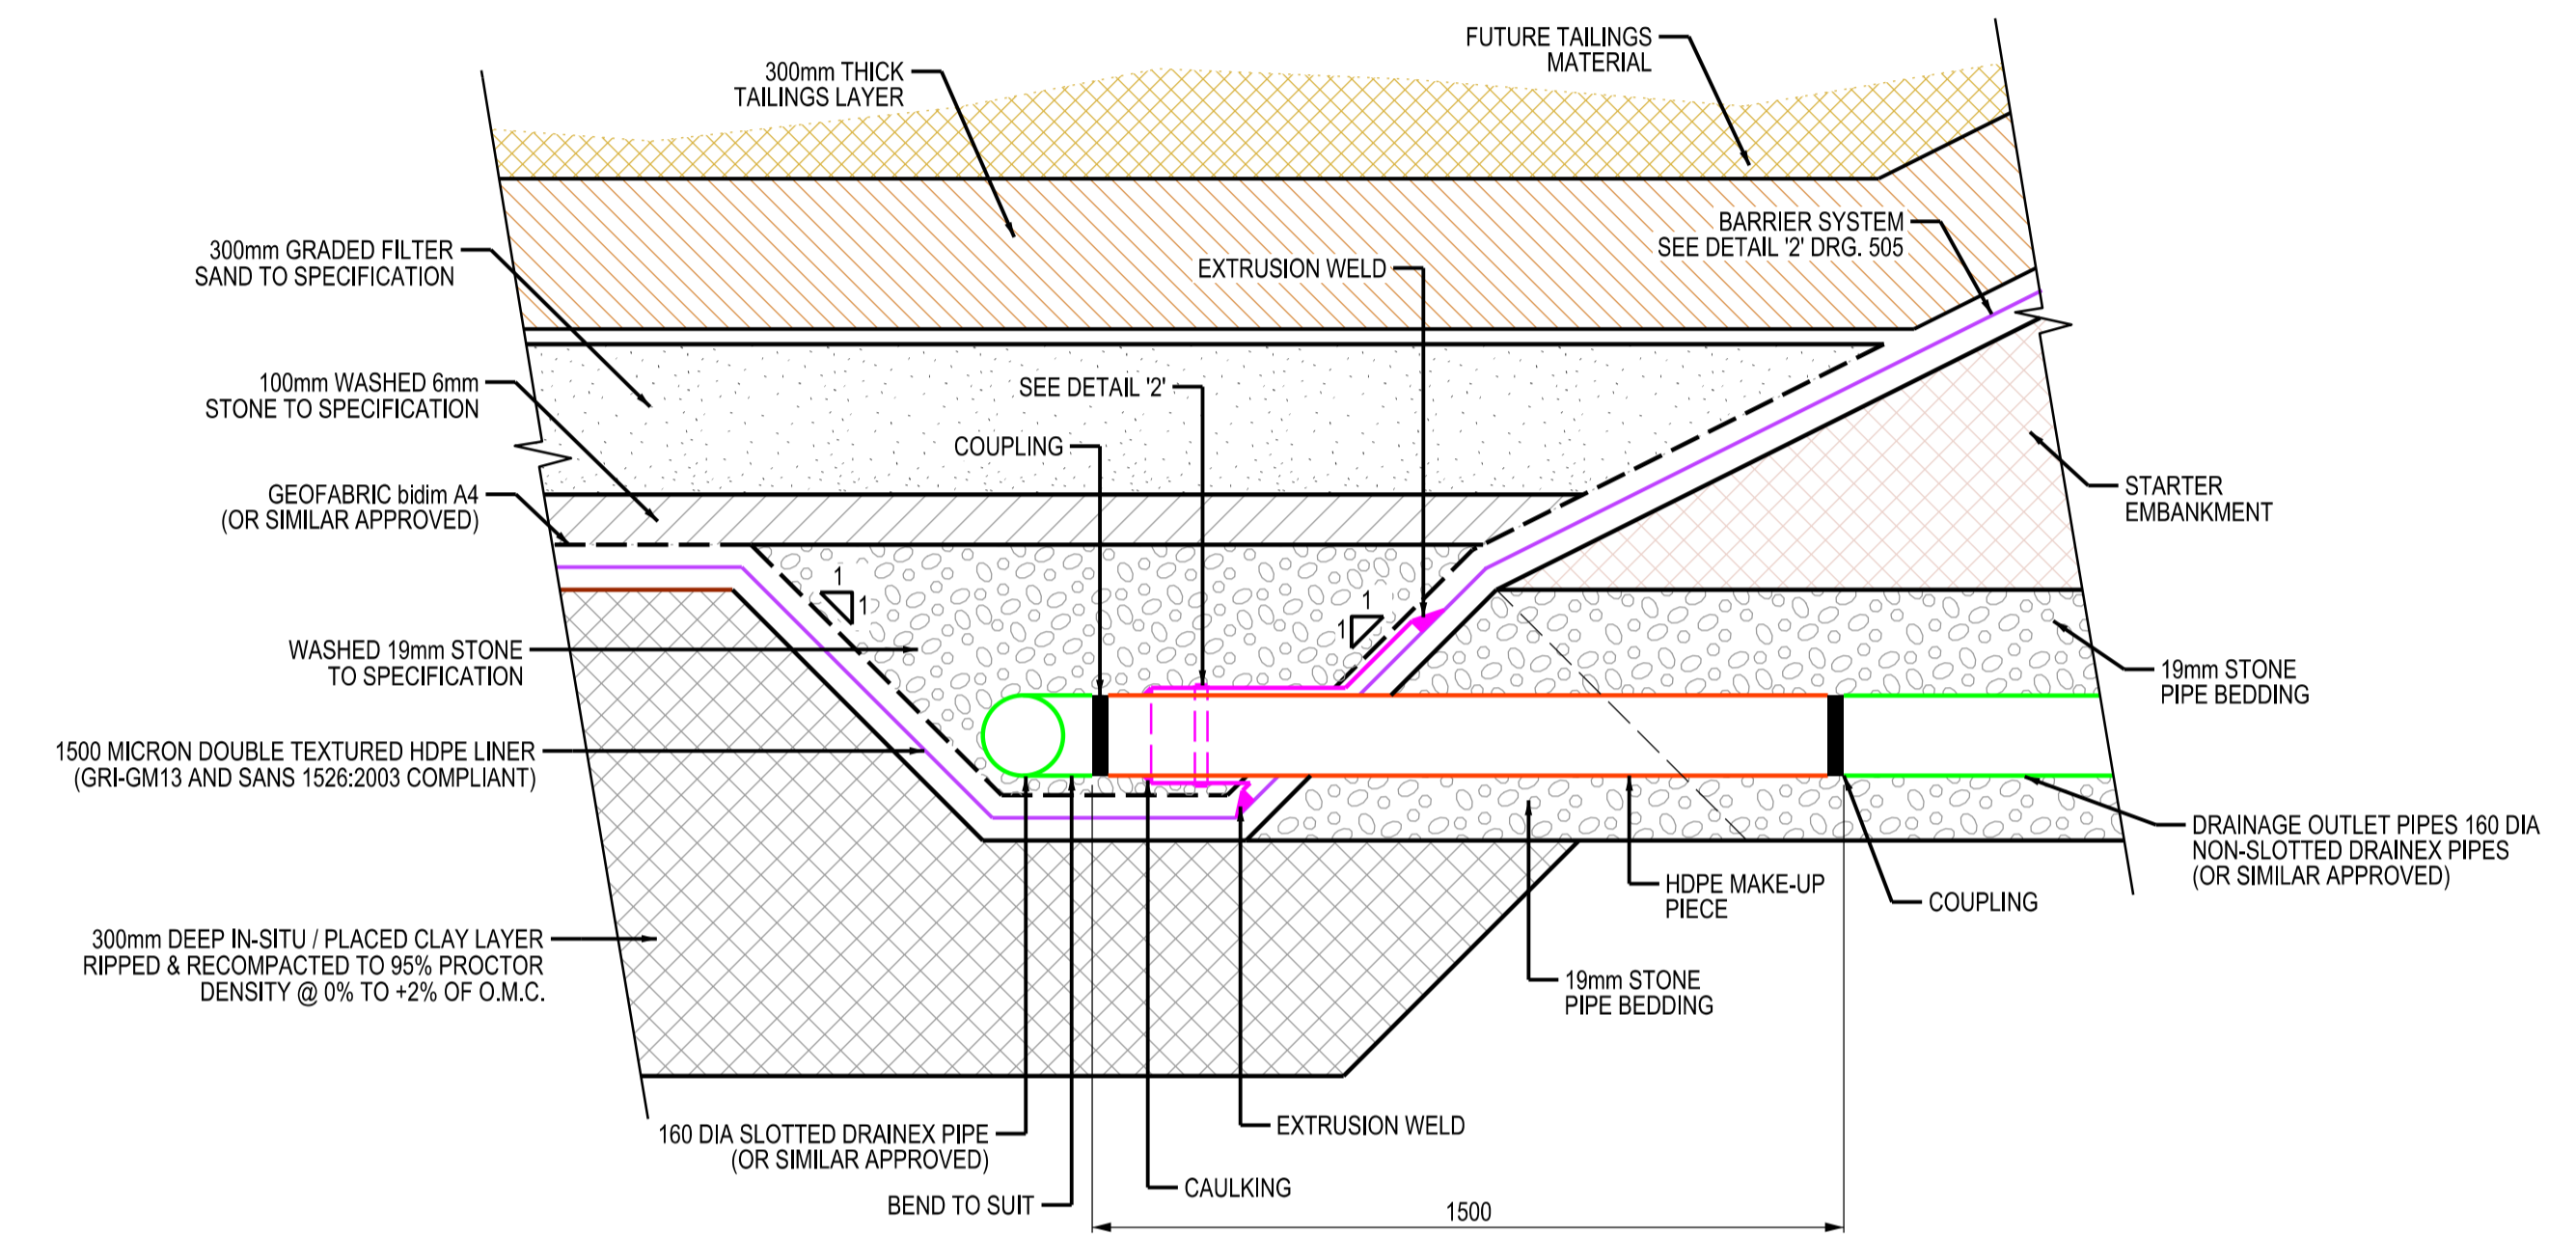 FUTURE TAILINGS
MATERIAL
300mm THICK
TAILINGS LAYER
BARRIER SYSTEM
SEE DETAIL '2' DRG. 505
300mm GRADED FILTER
SAND TO SPECIFICATION
EXTRUSION WELD
100mm WASHED 6mm
STONE TO SPECIFICATION
SEE DETAIL '2'
COUPLING
GEOFABRIC bidim A4
(OR SIMILAR APPROVED)
STARTER
EMBANKMENT
1
1
1
1
WASHED 19mm STONE
TO SPECIFICATION
19mm STONE
PIPE BEDDING
1500 MICRON DOUBLE TEXTURED HDPE LINER
(GRI-GM13 AND SANS 1526:2003 COMPLIANT)
DRAINAGE OUTLET PIPES 160 DIA
NON-SLOTTED DRAINEX PIPES
(OR SIMILAR APPROVED)
HDPE MAKE-UP
PIECE
COUPLING
300mm DEEP IN-SITU / PLACED CLAY LAYER
RIPPED & RECOMPACTED TO 95% PROCTOR
DENSITY @ 0% TO +2% OF O.M.C.
19mm STONE
PIPE BEDDING
160 DIA SLOTTED DRAINEX PIPE
(OR SIMILAR APPROVED)
EXTRUSION WELD
CAULKING
BEND TO SUIT
1500